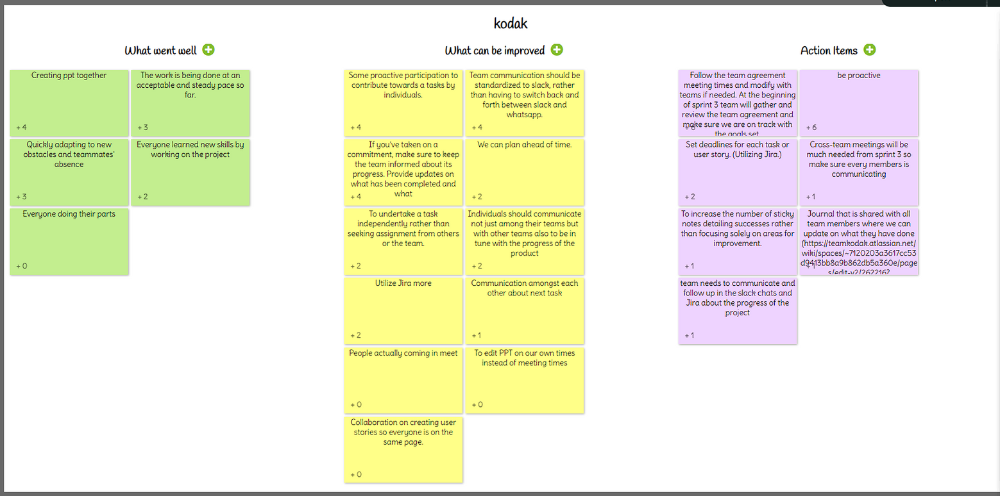 kodak
What went well
Creating ppt together
+ 4
The work is being done at an
acceptable and steady pace so
far.
+ 3
Quickly adapting to new
obstacles and teammates'
absence
+ 3
Everyone learned new skills by
working on the project
+ 2
Everyone doing their parts
+ 0
What can be improved
Some proactive participation to
contribute towards a tasks by
individuals.
+ 4
Team communication should be
standardized to slack, rather
than having to switch back and
forth between slack and
whatsapp.
+ 4
If you've taken on a
commitment, make sure to keep
the team informed about its
progress. Provide updates on
what has been completed and
what
+ 4
We can plan ahead of time.
+ 2
To undertake a task
independently rather than
seeking assignment from others
or the team.
+ 2
Individuals should communicate
not just among their teams but
with other teams also to be in
tune with the progress of the
product
+ 2
Utilize Jira more
+ 2
Communication amongst each
other about next task
+ 1
People actually coming in meet
+ 0
To edit PPT on our own times
instead of meeting times
+ 0
Collaboration on creating user
stories so everyone is on the
same page.
+ 0
Action Items
Follow the team agreement
meeting times and modify with
teams if needed. At the beginning
of sprint 3 team will gather and
review the team agreement and
make sure we are on track with
the goals set
be proactive
+ 6
Set deadlines for each task or
user story. (Utilizing Jira.)
+ 2
Cross-team meetings will be
much needed from sprint 3 so
make sure every members is
communicating
+ 1
To increase the number of sticky
notes detailing successes rather
than focusing solely on areas for
improvement.
+ 1
Journal that is shared with all
team members where we can
update on what they have done
(https://teamkodak.atlassian.net/
wiki/spaces/~7120203a3617cc53
d9413bb8a9b862db5a360e/page
s/edit-v2/262216?
+ 1
team needs to communicate and
follow up in the slack chats and
Jira about the progress of the
project
+ 1